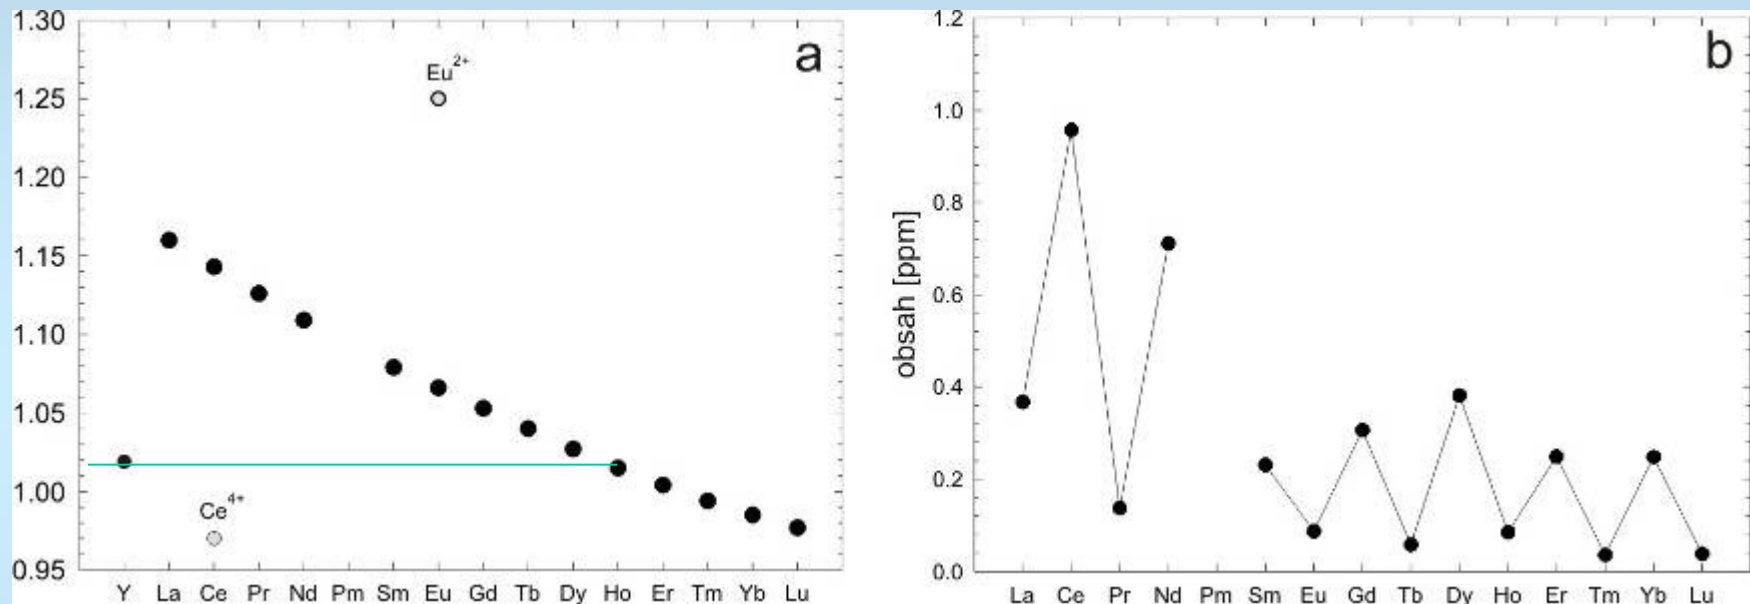 a
1.30
1.25
1.20
1.15
1.10
1.05
1.00
0.95
Eu2+
Ce4+
Y La Ce Pr Nd Pm Sm Eu Gd Tb Dy Ho Er Tm Yb Lu
b
obsah [ppm]
1.2
1.0
0.8
0.6
0.4
0.2
0.0
La Ce Pr Nd Pm Sm Eu Gd Tb Dy Ho Er Tm Yb Lu